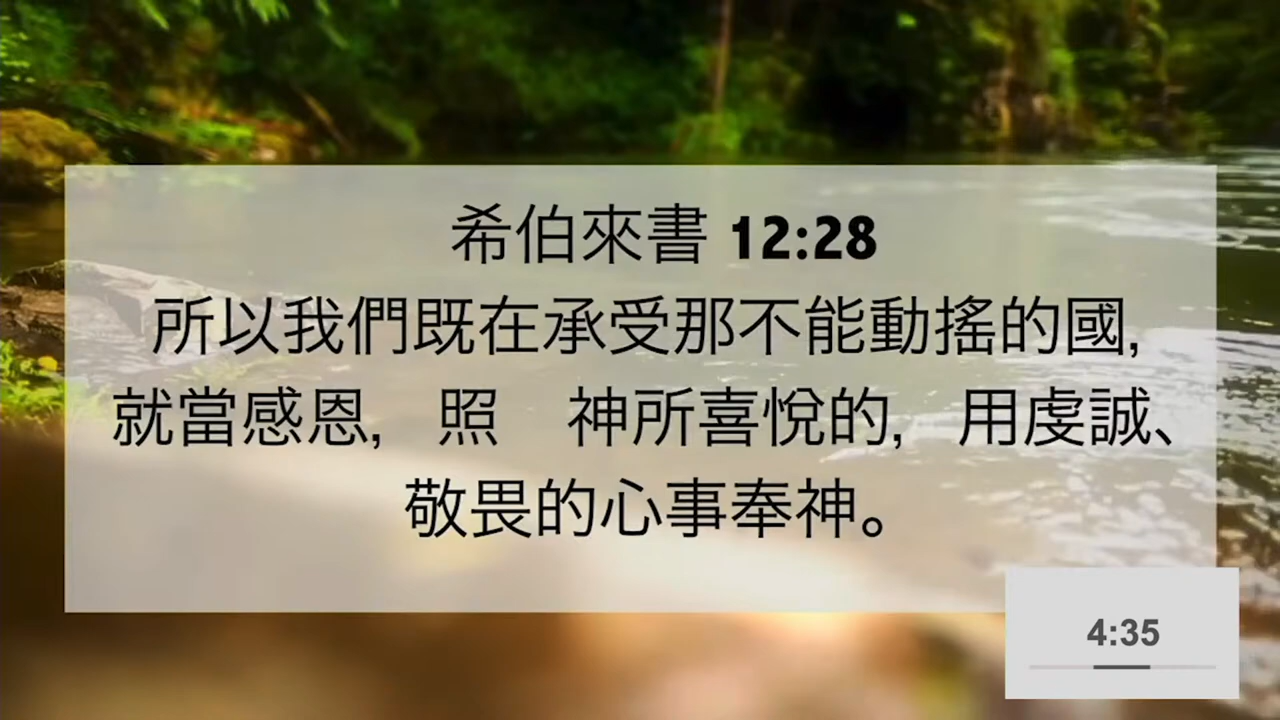 希伯來書 12:28
所以我們既在承受那不能動搖的國,
就當感恩, 照　神所喜悅的, 用虔誠、
敬畏的心事奉神。
4:35